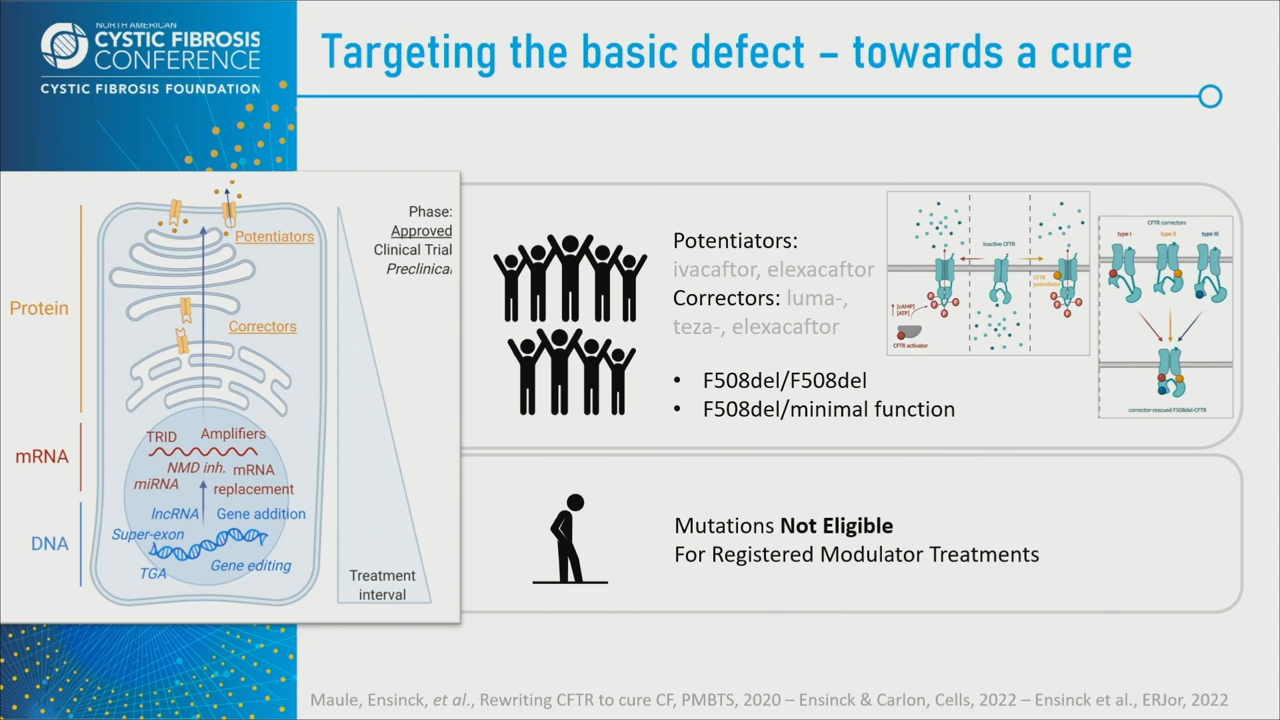 NORTH AMERICAN
CYSTIC FIBROSIS
CONFERENCE
CYSTIC FIBROSIS FOUNDATION
Targeting the basic defect – towards a cure
Phase:
Approved
Clinical Trial
Preclinical
Potentiators
Protein
Correctors
TRID
Amplifiers
mRNA
NMD inh.
mRNA
replacement
miRNA
lncRNA
Gene addition
Super-exon
DNA
Gene editing
TGA
Treatment
interval
Potentiators:
ivacaftor, elexacaftor
Correctors: luma-,
teza-, elexacaftor
• F508del/F508del
• F508del/minimal function
inactive CFTR
CFTR
potentiator
[cAMP]
[ATP]
P
P
P
P
P
P
P
P
CFTR activator
CFTR correctors
type I
type II
type III
corrector-rescued F508del-CFTR
Mutations Not Eligible
For Registered Modulator Treatments
Maule, Ensinck, et al., Rewriting CFTR to cure CF, PMBTS, 2020 – Ensinck & Carlon, Cells, 2022 – Ensinck et al., ERJor, 2022